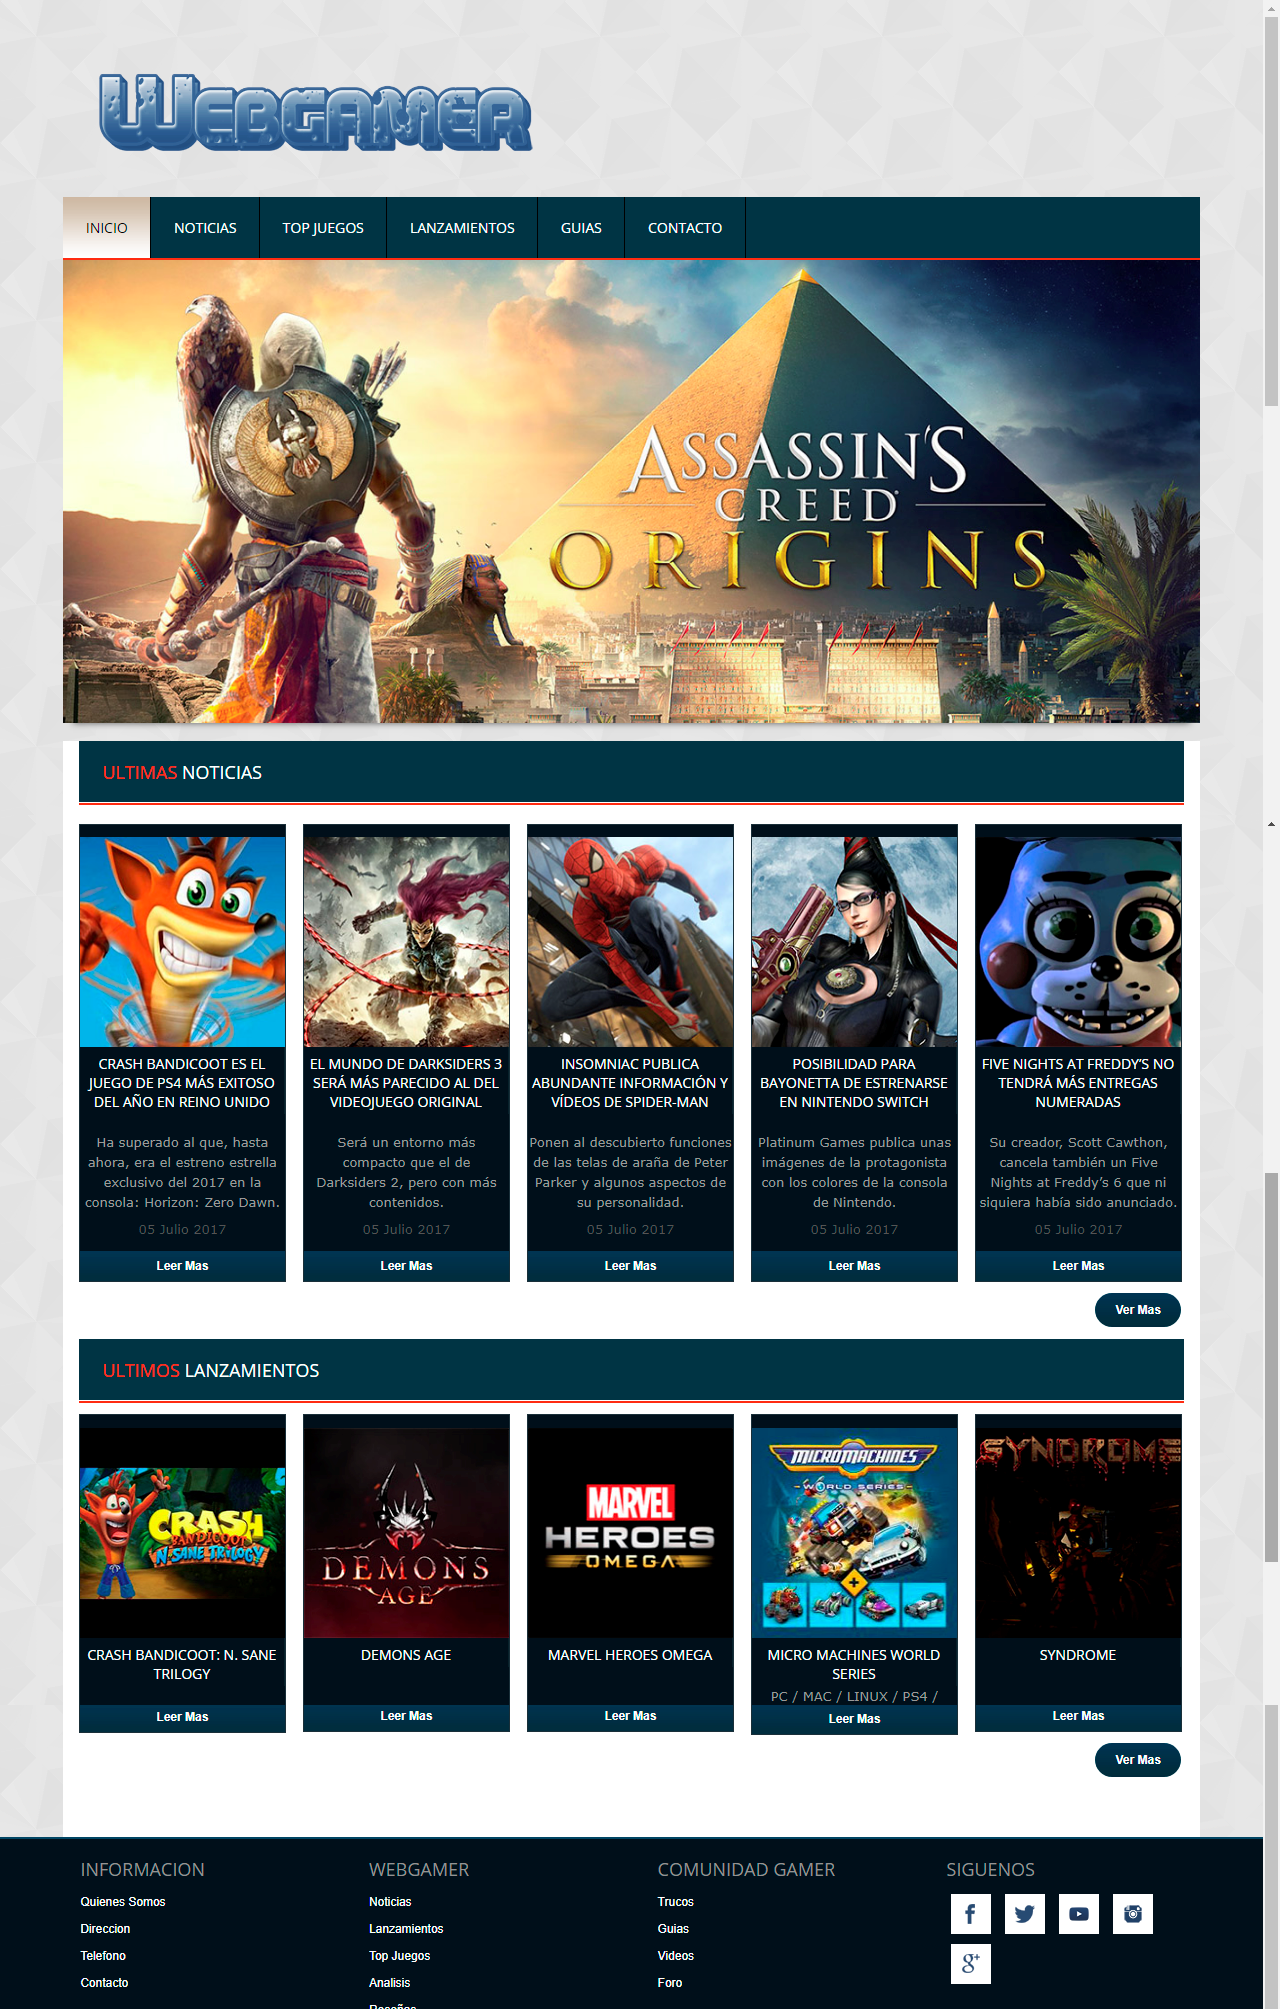 WEBGAMER
INICIO NOTICIAS TOP JUEGOS LANZAMIENTOS GUIAS CONTACTO
ASSASSIN'S
CREED
ORIGINS
ULTIMAS NOTICIAS
CRASH BANDICOOT ES EL
JUEGO DE PS4 MÁS EXITOSO
DEL AÑO EN REINO UNIDO
Ha superado al que, hasta
ahora, era el estreno estrella
exclusivo del 2017 en la
consola: Horizon: Zero Dawn.
05 Julio 2017
Leer Mas
EL MUNDO DE DARKSIDERS 3
SERÁ MÁS PARECIDO AL DEL
VIDEOJUEGO ORIGINAL
Será un entorno más
compacto que el de
Darksiders 2, pero con más
contenidos.
05 Julio 2017
Leer Mas
INSOMNIAC PUBLICA
ABUNDANTE INFORMACIÓN Y
VÍDEOS DE SPIDER-MAN
Ponen al descubierto funciones
de las telas de araña de Peter
Parker y algunos aspectos de
su personalidad.
05 Julio 2017
Leer Mas
POSIBILIDAD PARA
BAYONETTA DE ESTRENARSE
EN NINTENDO SWITCH
Platinum Games publica unas
imágenes de la protagonista
con los colores de la consola
de Nintendo.
05 Julio 2017
Leer Mas
FIVE NIGHTS AT FREDDY'S NO
TENDRÁ MÁS ENTREGAS
NUMERADAS
Su creador, Scott Cawthon,
cancela también un Five
Nights at Freddy's 6 que ni
siquiera había sido anunciado.
05 Julio 2017
Leer Mas
Ver Mas
ULTIMOS LANZAMIENTOS
CRASH
BANDICOOT
N.SANE TRILOGY
CRASH BANDICOOT: N. SANE
TRILOGY
Leer Mas
DEMONS
AGE
DEMONS AGE
Leer Mas
MARVEL
HEROES
OMEGA
MARVEL HEROES OMEGA
Leer Mas
MICROMACHINES
WORLD SERIES
MICRO MACHINES WORLD
SERIES
PC / MAC / LINUX / PS4 /
Leer Mas
SYNDROME
SYNDROME
Leer Mas
Ver Mas
INFORMACION
Quienes Somos
Direccion
Telefono
Contacto
WEBGAMER
Noticias
Lanzamientos
Top Juegos
Analisis
Reseñas
COMUNIDAD GAMER
Trucos
Guias
Videos
Foro
SIGUENOS